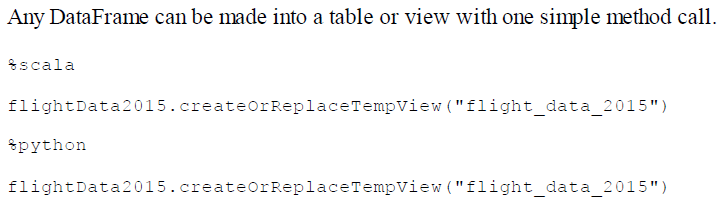 Any DataFrame can be made into a table or view with one simple method call.
%scala
flightData2015.createOrReplaceTempView("flight_data_2015")
%python
flightData2015.createOrReplaceTempView("flight_data_2015")